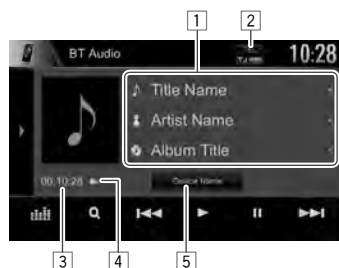 1
2
BT Audio
10:28
Title Name
Artist Name
Album Title
00:10:28
Device Name
3
4
5